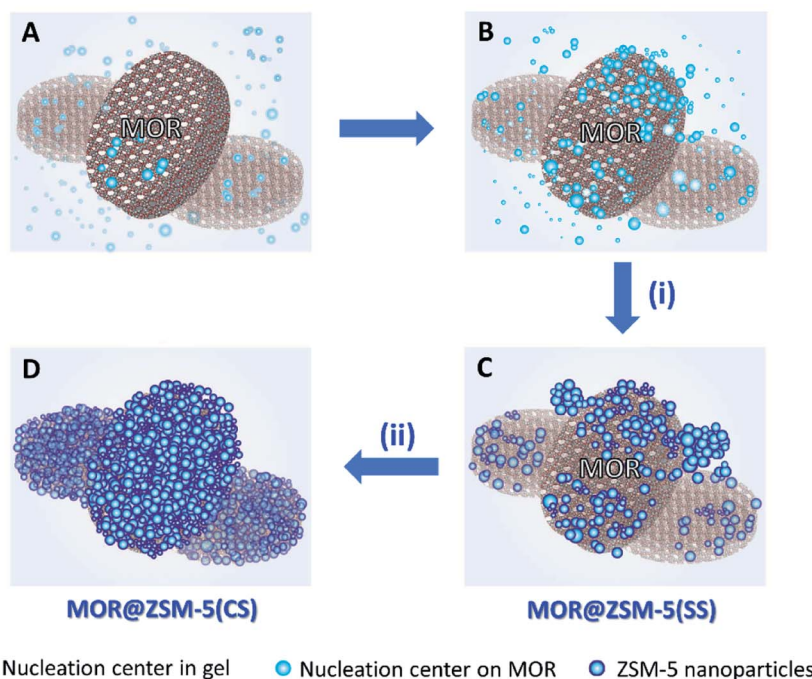 A
MOR
B
MOR
(i)
D
C
(ii)
MOR
MOR@ZSM-5(CS)
MOR@ZSM-5(SS)
Nucleation center in gel
Nucleation center on MOR
ZSM-5 nanoparticles